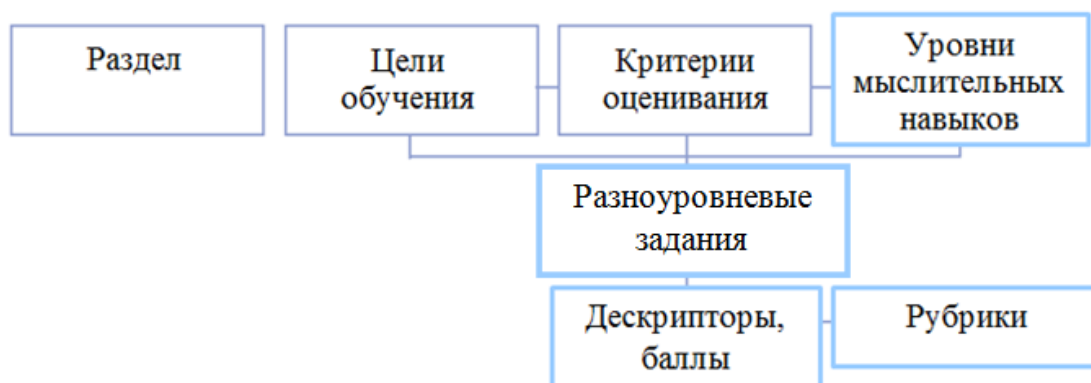 Раздел
Цели
обучения
Критерии
оценивания
Уровни
мыслительных
навыков
Разноуровневые
задания
Дескрипторы,
баллы
Рубрики